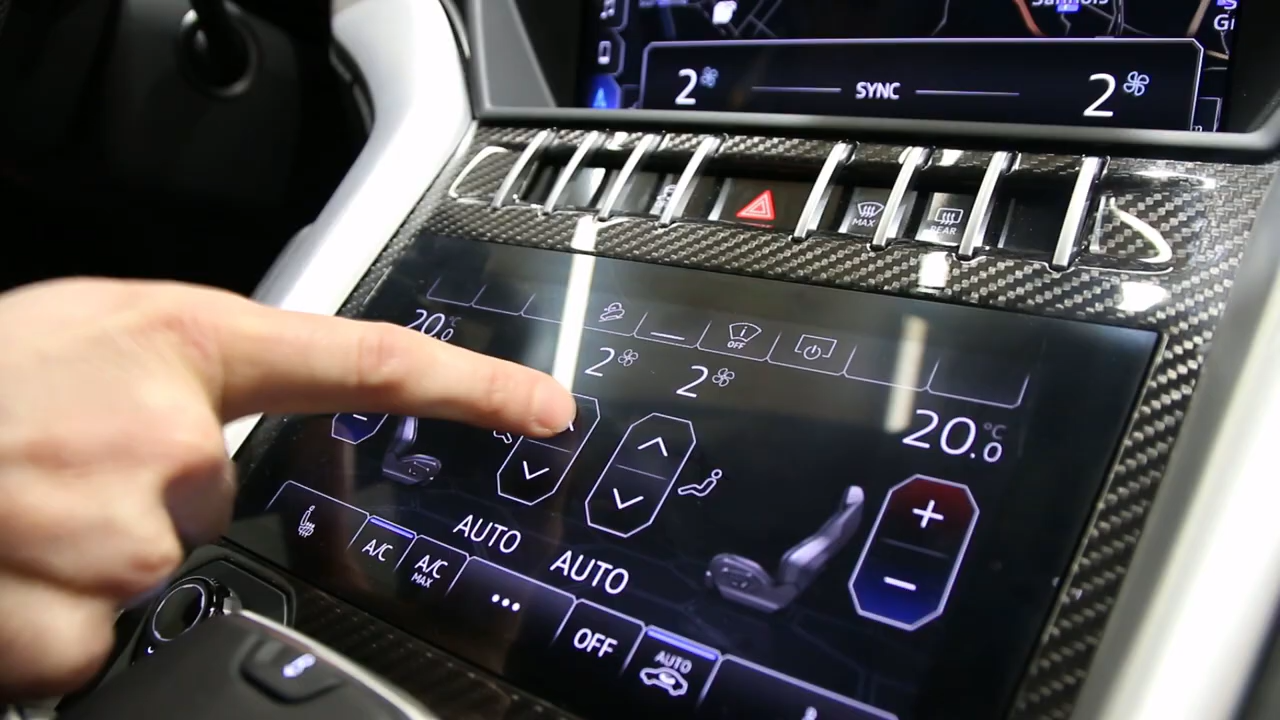 2 SYNC 2
MAX REAR
OFF
20.0 °C 2 2
20.0 °C
AUTO
AUTO
A/C
A/C
MAX
OFF
AUTO